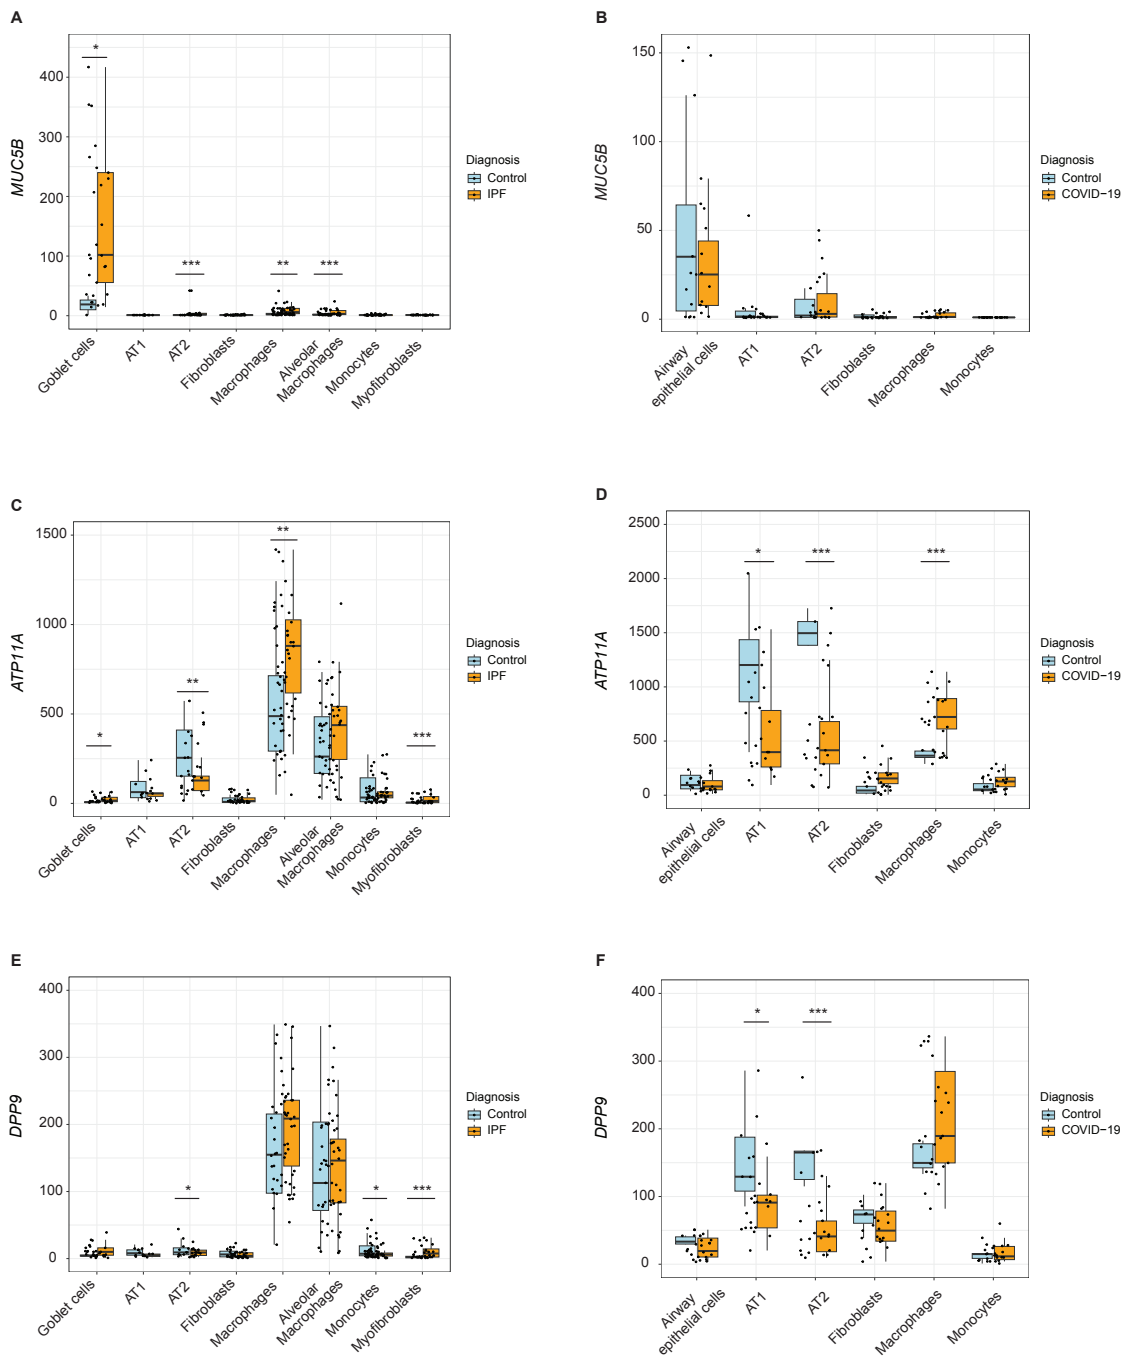 A
MUC5B
400
300
200
100
0
*
***
**
***
Goblet cells
AT1
AT2
Fibroblasts
Macrophages
Alveolar
Macrophages
Monocytes
Myofibroblasts
Diagnosis
Control
IPF
B
MUC5B
150
100
50
0
Airway
epithelial cells
AT1
AT2
Fibroblasts
Macrophages
Monocytes
Diagnosis
Control
COVID−19
C
ATP11A
1500
1000
500
0
*
**
**
***
Goblet cells
AT1
AT2
Fibroblasts
Macrophages
Alveolar
Macrophages
Monocytes
Myofibroblasts
Diagnosis
Control
IPF
D
ATP11A
2500
2000
1500
1000
500
0
*
***
***
Airway
epithelial cells
AT1
AT2
Fibroblasts
Macrophages
Monocytes
Diagnosis
Control
COVID−19
E
DPP9
400
300
200
100
0
*
*
***
Goblet cells
AT1
AT2
Fibroblasts
Macrophages
Alveolar
Macrophages
Monocytes
Myofibroblasts
Diagnosis
Control
IPF
F
DPP9
400
300
200
100
0
*
***
Airway
epithelial cells
AT1
AT2
Fibroblasts
Macrophages
Monocytes
Diagnosis
Control
COVID−19